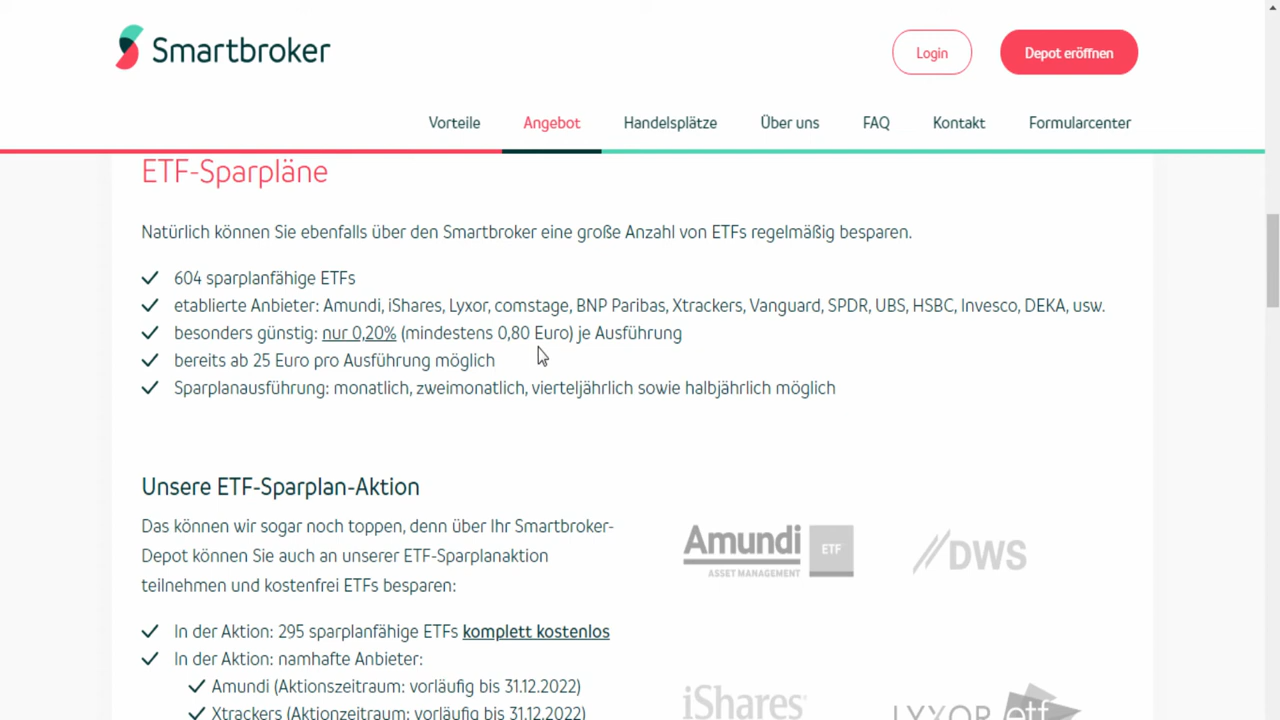 Smartbroker
Login
Depot eröffnen
Vorteile
Angebot
Handelsplätze
Über uns
FAQ
Kontakt
Formularcenter
ETF-Sparpläne
Natürlich können Sie ebenfalls über den Smartbroker eine große Anzahl von ETFs regelmäßig besparen.
604 sparplanfähige ETFs
etablierte Anbieter: Amundi, iShares, Lyxor, comstage, BNP Paribas, Xtrackers, Vanguard, SPDR, UBS, HSBC, Invesco, DEKA, usw.
besonders günstig: nur 0,20% (mindestens 0,80 Euro) je Ausführung
bereits ab 25 Euro pro Ausführung möglich
Sparplanausführung: monatlich, zweimonatlich, vierteljährlich sowie halbjährlich möglich
Unsere ETF-Sparplan-Aktion
Das können wir sogar noch toppen, denn über Ihr Smartbroker-
Depot können Sie auch an unserer ETF-Sparplanaktion
teilnehmen und kostenfrei ETFs besparen:
In der Aktion: 295 sparplanfähige ETFs komplett kostenlos
In der Aktion: namhafte Anbieter:
Amundi (Aktionszeitraum: vorläufig bis 31.12.2022)
Xtrackers (Aktionszeitraum: vorläufig bis 31.12.2022)
Amundi
ETF
ASSET MANAGEMENT
DWS
iShares
LYXOR etf